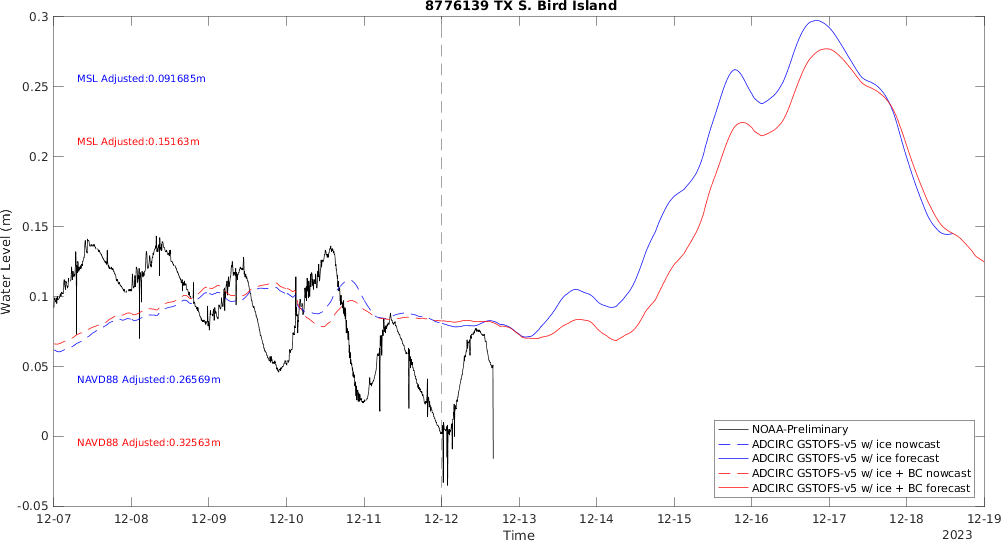 8776139 TX S. Bird Island
0.3
0.25
0.2
0.15
0.1
0.05
0
-0.05
Water Level (m)
MSL Adjusted:0.091685m
MSL Adjusted:0.15163m
NAVD88 Adjusted:0.26569m
NAVD88 Adjusted:0.32563m
NOAA-Preliminary
ADCIRC GSTOFS-v5 w/ ice nowcast
ADCIRC GSTOFS-v5 w/ ice forecast
ADCIRC GSTOFS-v5 w/ ice + BC nowcast
ADCIRC GSTOFS-v5 w/ ice + BC forecast
12-07 12-08 12-09 12-10 12-11 12-12 12-13 12-14 12-15 12-16 12-17 12-18 12-19
Time
2023